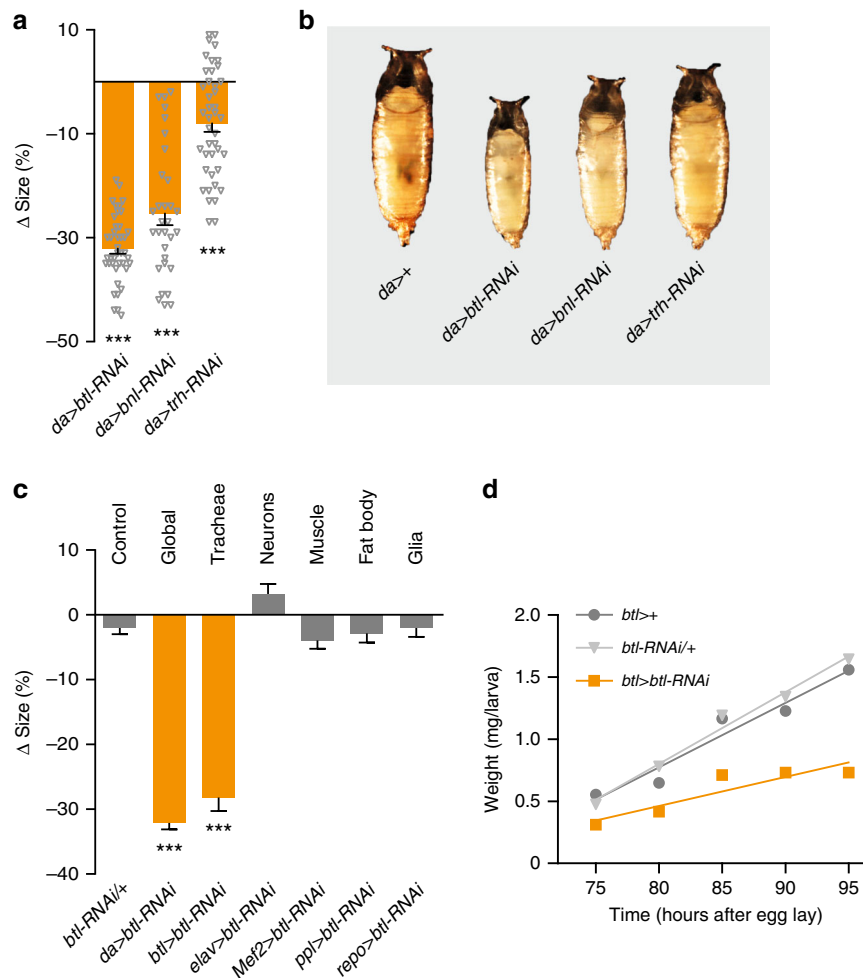 a
10
−10
−30
−50
Δ Size (%)
***
***
***
da>btl-RNAi
da>bnl-RNAi
da>trh-RNAi
b
da>+
da>btl-RNAi
da>bnl-RNAi
da>trh-RNAi
c
Control
Global
Tracheae
Neurons
Muscle
Fat body
Glia
10
0
−10
−20
−30
−40
Δ Size (%)
***
***
btl-RNAi/+
da>btl-RNAi
btl>btl-RNAi
elav>btl-RNAi
Mef2>btl-RNAi
ppl>btl-RNAi
repo>btl-RNAi
d
2.0
1.5
1.0
0.5
0
Weight (mg/larva)
btl>+
btl-RNAi/+
btl>btl-RNAi
75 80 85 90 95
Time (hours after egg lay)